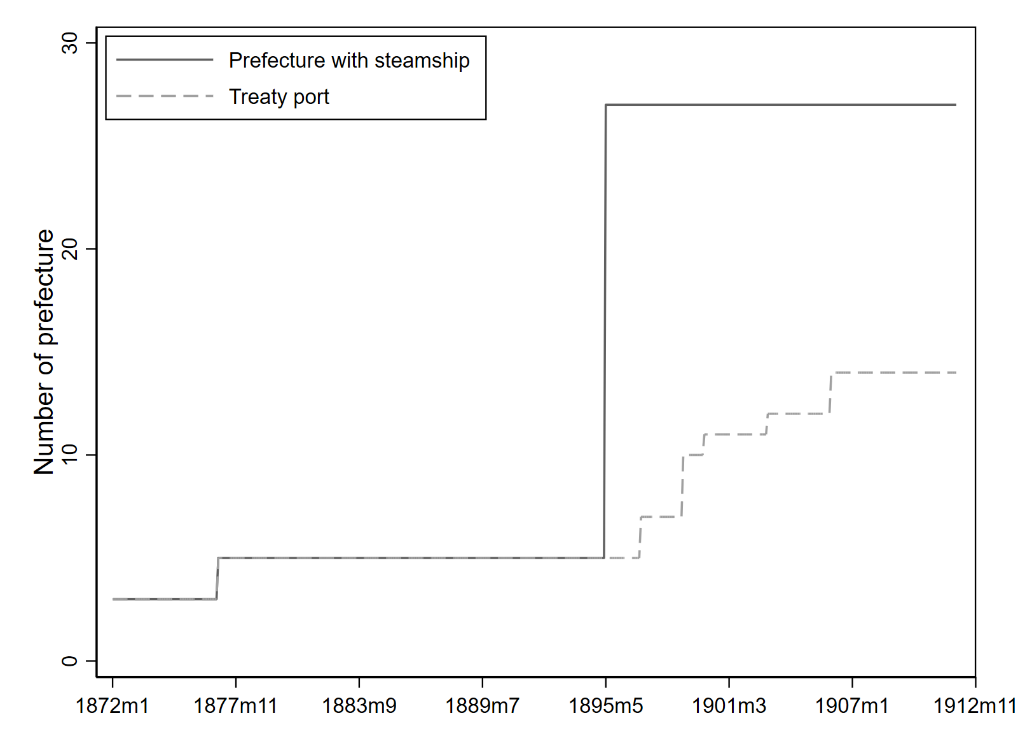 Prefecture with steamship
Treaty port
Number of prefecture
30
20
10
0
1872m1 1877m11 1883m9 1889m7 1895m5 1901m3 1907m1 1912m11